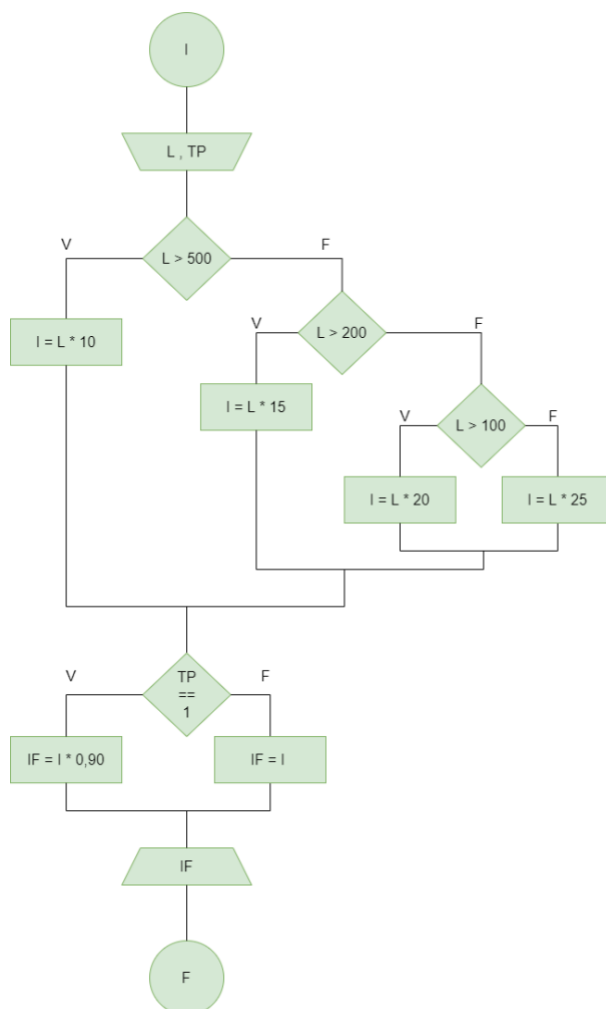 I
L , TP
V
L > 500
F
I = L * 10
V
L > 200
F
I = L * 15
V
L > 100
F
I = L * 20
I = L * 25
V
TP
==
1
F
IF = I * 0,90
IF = I
IF
F